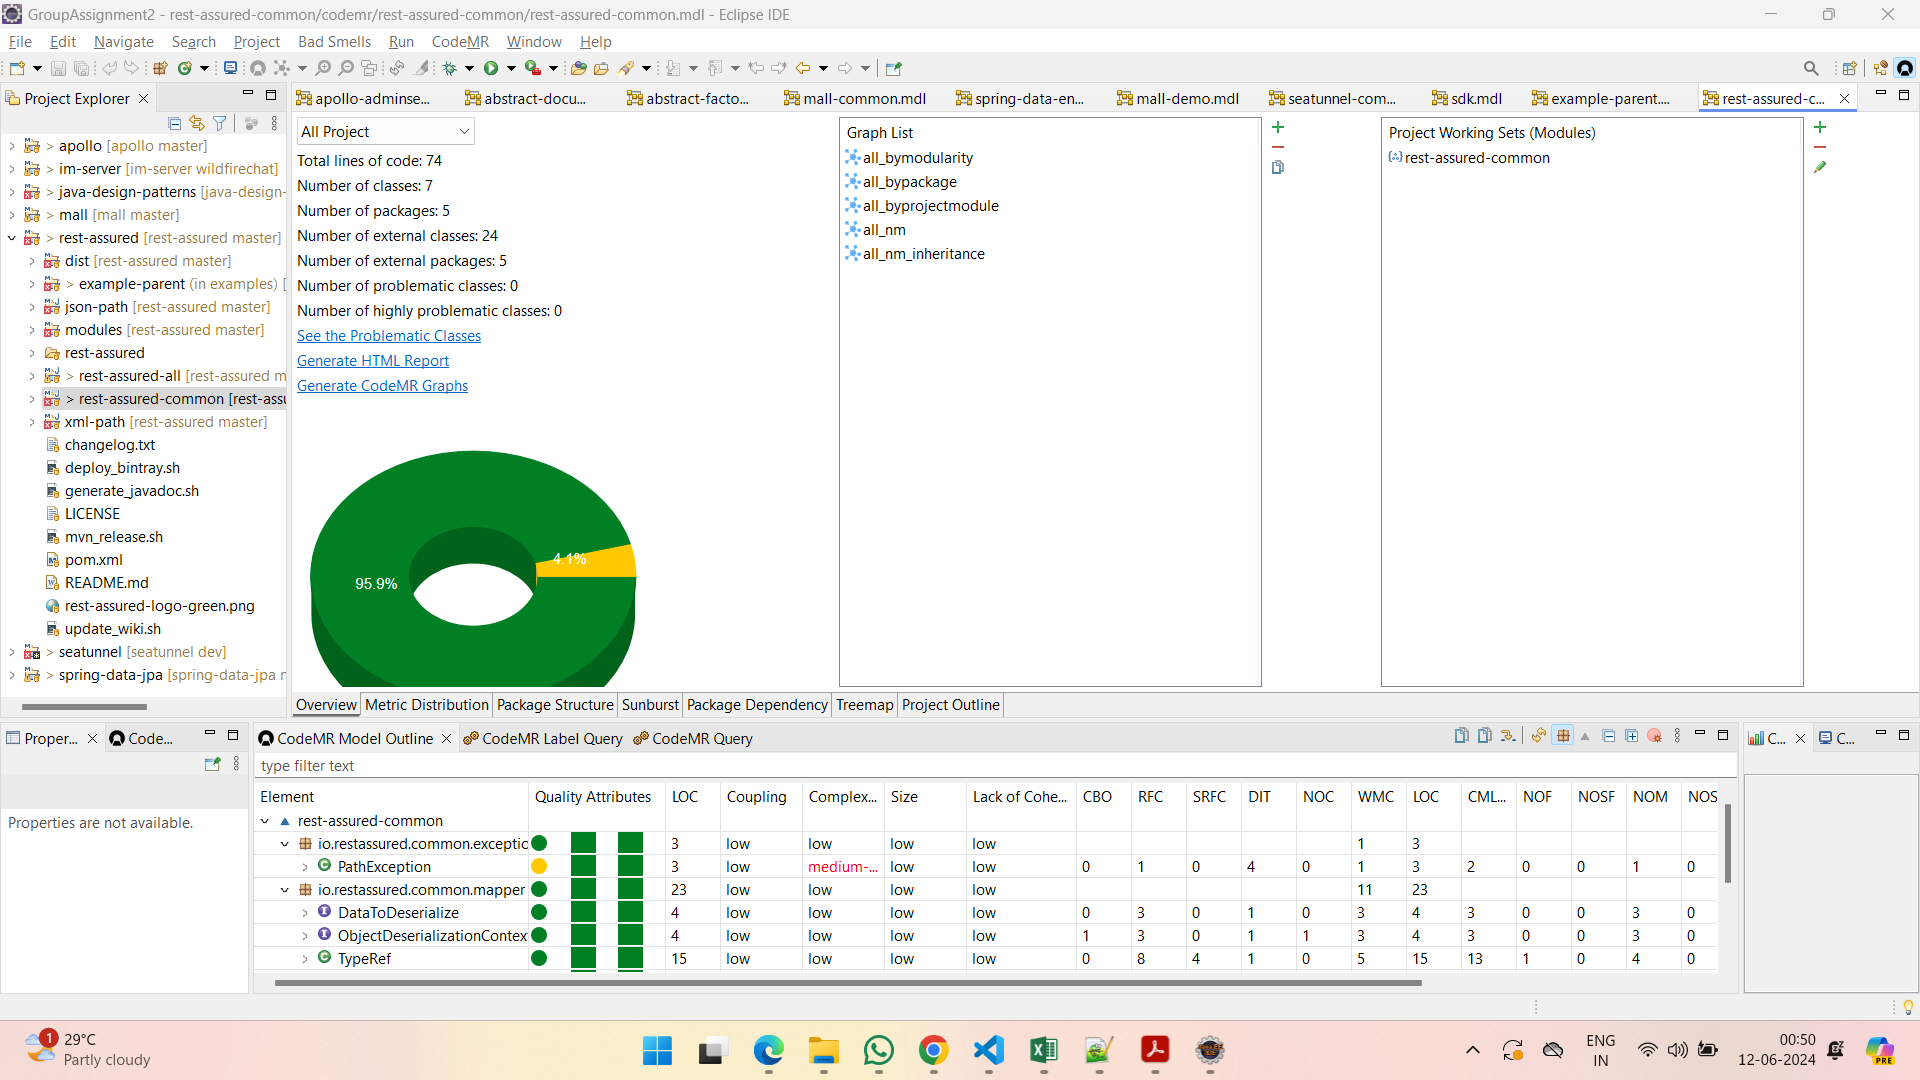 GroupAssignment2 - rest-assured-common/codemr/rest-assured-common/rest-assured-common.mdl - Eclipse IDE
File Edit Navigate Search Project Bad Smells Run CodeMR Window Help
Project Explorer
apollo-adminse... abstract-docu... abstract-facto... mall-common.mdl spring-data-en... mall-demo.mdl seatunnel-com... sdk.mdl example-parent.... rest-assured-c...
> apollo [apollo master]
> im-server [im-server wildfirechat]
> java-design-patterns [java-design-
> mall [mall master]
> rest-assured [rest-assured master]
dist [rest-assured master]
> example-parent (in examples) [
json-path [rest-assured master]
modules [rest-assured master]
rest-assured
> rest-assured-all [rest-assured m
> rest-assured-common [rest-assu
xml-path [rest-assured master]
changelog.txt
deploy_bintray.sh
generate_javadoc.sh
LICENSE
mvn_release.sh
pom.xml
README.md
rest-assured-logo-green.png
update_wiki.sh
> seatunnel [seatunnel dev]
> spring-data-jpa [spring-data-jpa m
All Project
Total lines of code: 74
Number of classes: 7
Number of packages: 5
Number of external classes: 24
Number of external packages: 5
Number of problematic classes: 0
Number of highly problematic classes: 0
See the Problematic Classes
Generate HTML Report
Generate CodeMR Graphs
4.1%
95.9%
Graph List
all_bymodularity
all_bypackage
all_byprojectmodule
all_nm
all_nm_inheritance
Project Working Sets (Modules)
rest-assured-common
Overview Metric Distribution Package Structure Sunburst Package Dependency Treemap Project Outline
Proper... Code...
Properties are not available.
CodeMR Model Outline CodeMR Label Query CodeMR Query
type filter text
Element Quality Attributes LOC Coupling Complex... Size Lack of Cohe... CBO RFC SRFC DIT NOC WMC LOC CML... NOF NOSF NOM NOS
rest-assured-common
io.restassured.common.exceptic 3 low low low low 1 3
PathException 3 low medium-... low low 0 1 0 4 0 1 3 2 0 0 1 0
io.restassured.common.mapper 23 low low low low 11 23
DataToDeserialize 4 low low low low 0 3 0 1 0 3 4 3 0 0 3 0
ObjectDeserializationContex 4 low low low low 1 3 0 1 1 3 4 3 0 0 3 0
TypeRef 15 low low low low 0 8 4 1 0 5 15 13 1 0 4 0
C... C...
1
29°C
Partly cloudy
ENG
IN
00:50
12-06-2024
PRE